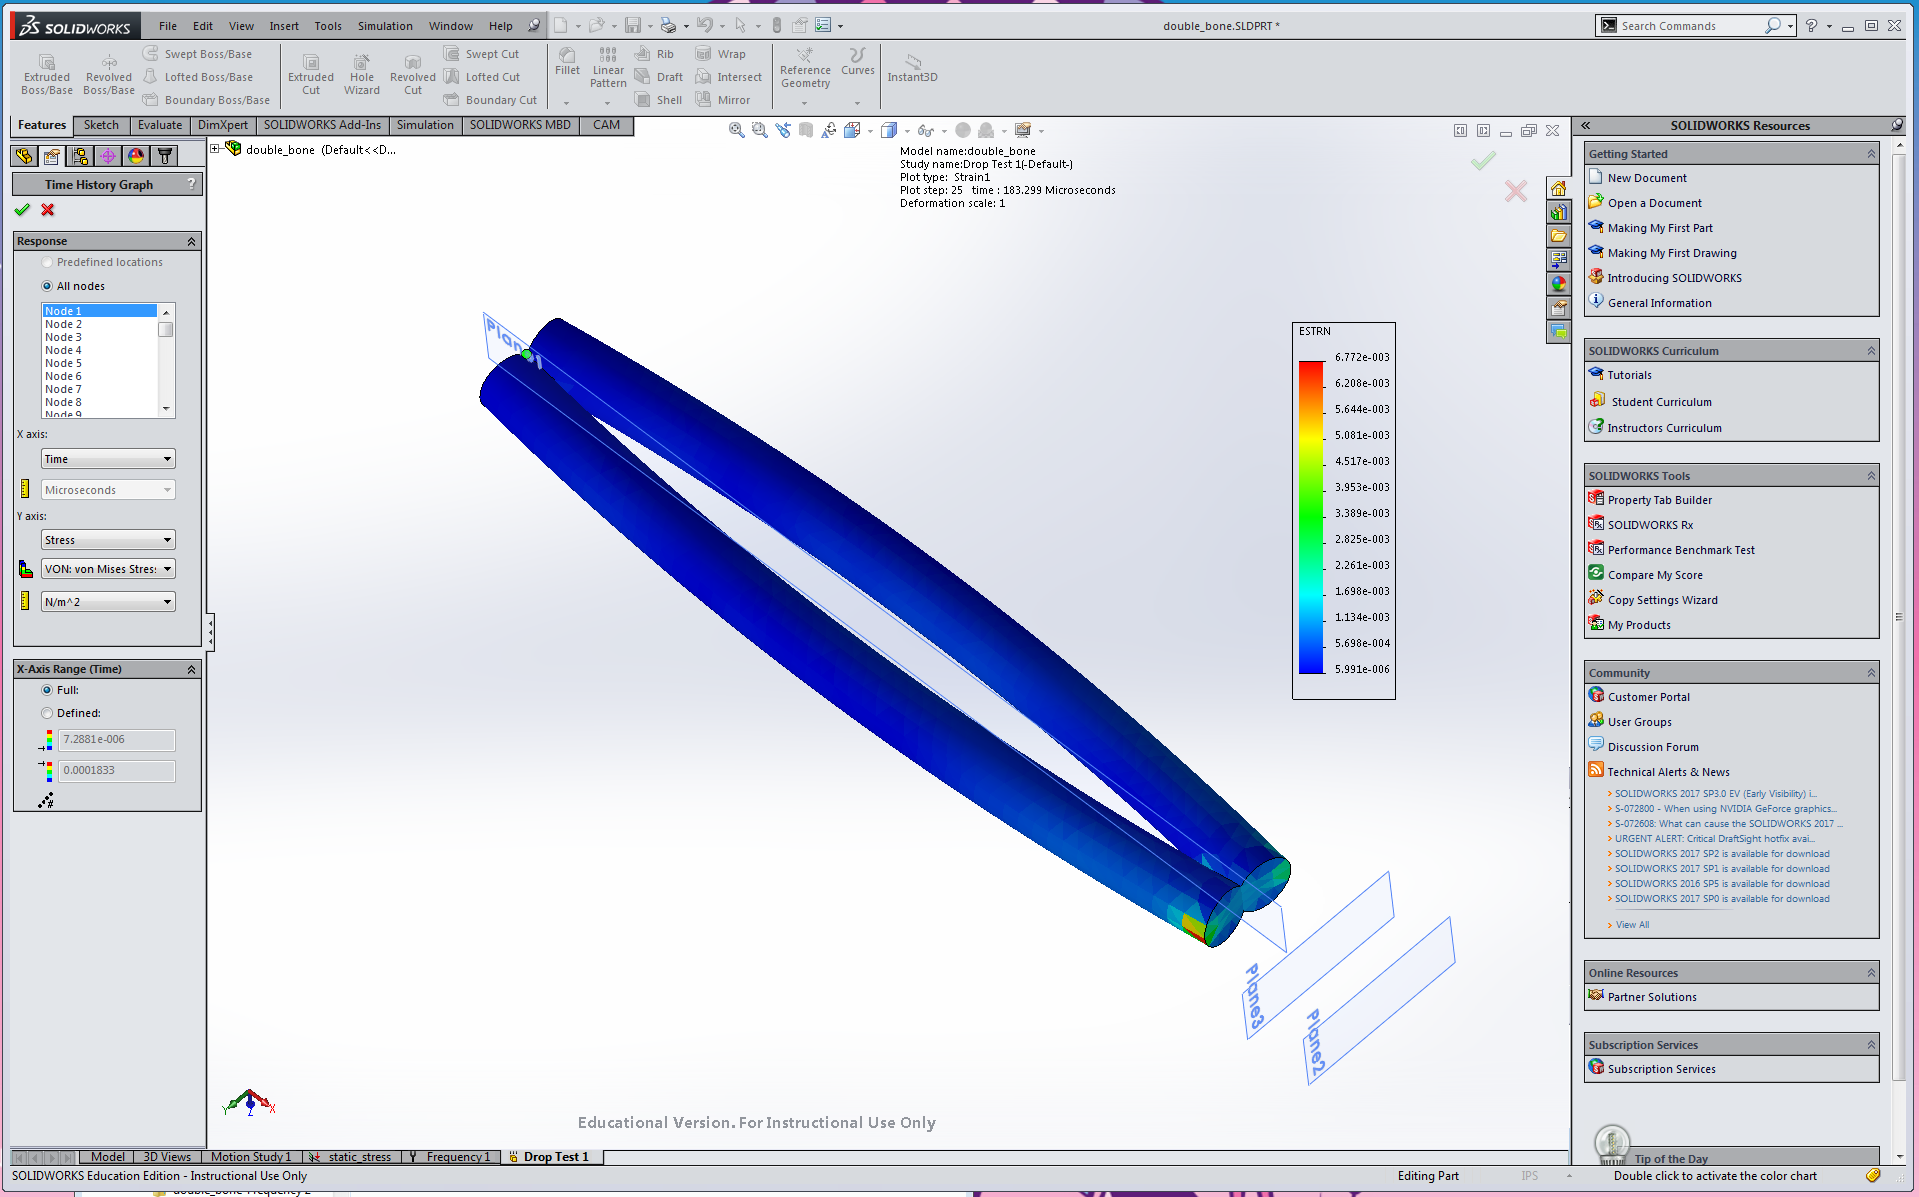 SOLIDWORKS
File Edit View Insert Tools Simulation Window Help
double_bone.SLDPRT *
Search Commands
Extruded Boss/Base
Revolved Boss/Base
Swept Boss/Base
Lofted Boss/Base
Boundary Boss/Base
Extruded Cut
Hole Wizard
Revolved Cut
Swept Cut
Lofted Cut
Boundary Cut
Fillet
Linear Pattern
Rib
Draft
Shell
Wrap
Intersect
Mirror
Reference Geometry
Curves
Instant3D
Features Sketch Evaluate DimXpert SOLIDWORKS Add-Ins Simulation SOLIDWORKS MBD CAM
Time History Graph ?
Response
Predefined locations
All nodes
Node 1
Node 2
Node 3
Node 4
Node 5
Node 6
Node 7
Node 8
Node 9
X axis:
Time
Microseconds
Y axis:
Stress
VON: von Mises Stres:
N/m^2
X-Axis Range (Time)
Full:
Defined:
7.2881e-006
0.0001833
double_bone (Default<<D...
Model name:double_bone
Study name:Drop Test 1(-Default-)
Plot type: Strain1
Plot step: 25 time : 183.299 Microseconds
Deformation scale: 1
ESTRN
6.772e-003
6.208e-003
5.644e-003
5.081e-003
4.517e-003
3.953e-003
3.389e-003
2.825e-003
2.261e-003
1.698e-003
1.134e-003
5.698e-004
5.991e-006
Plane3
Plane2
Y Z X
Educational Version. For Instructional Use Only
SOLIDWORKS Resources
Getting Started
New Document
Open a Document
Making My First Part
Making My First Drawing
Introducing SOLIDWORKS
General Information
SOLIDWORKS Curriculum
Tutorials
Student Curriculum
Instructors Curriculum
SOLIDWORKS Tools
Property Tab Builder
SOLIDWORKS Rx
Performance Benchmark Test
Compare My Score
Copy Settings Wizard
My Products
Community
Customer Portal
User Groups
Discussion Forum
Technical Alerts & News
SOLIDWORKS 2017 SP3.0 EV (Early Visibility) i...
S-072800 - When using NVIDIA GeForce graphics...
S-072608: What can cause the SOLIDWORKS 2017 ...
URGENT ALERT: Critical DraftSight hotfix avai...
SOLIDWORKS 2017 SP2 is available for download
SOLIDWORKS 2017 SP1 is available for download
SOLIDWORKS 2016 SP5 is available for download
SOLIDWORKS 2017 SP0 is available for download
View All
Online Resources
Partner Solutions
Subscription Services
Subscription Services
Tip of the Day
Model 3D Views Motion Study 1 static_stress Frequency 1 Drop Test 1
SOLIDWORKS Education Edition - Instructional Use Only
Editing Part
IPS
Double click to activate the color chart